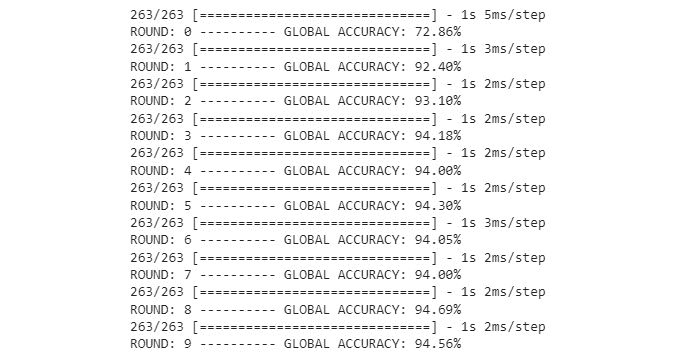 263/263 [==============================] - 1s 5ms/step
ROUND: 0 ---------- GLOBAL ACCURACY: 72.86%
263/263 [==============================] - 1s 3ms/step
ROUND: 1 ---------- GLOBAL ACCURACY: 92.40%
263/263 [==============================] - 1s 2ms/step
ROUND: 2 ---------- GLOBAL ACCURACY: 93.10%
263/263 [==============================] - 1s 2ms/step
ROUND: 3 ---------- GLOBAL ACCURACY: 94.18%
263/263 [==============================] - 1s 2ms/step
ROUND: 4 ---------- GLOBAL ACCURACY: 94.00%
263/263 [==============================] - 1s 2ms/step
ROUND: 5 ---------- GLOBAL ACCURACY: 94.30%
263/263 [==============================] - 1s 3ms/step
ROUND: 6 ---------- GLOBAL ACCURACY: 94.05%
263/263 [==============================] - 1s 2ms/step
ROUND: 7 ---------- GLOBAL ACCURACY: 94.00%
263/263 [==============================] - 1s 2ms/step
ROUND: 8 ---------- GLOBAL ACCURACY: 94.69%
263/263 [==============================] - 1s 2ms/step
ROUND: 9 ---------- GLOBAL ACCURACY: 94.56%